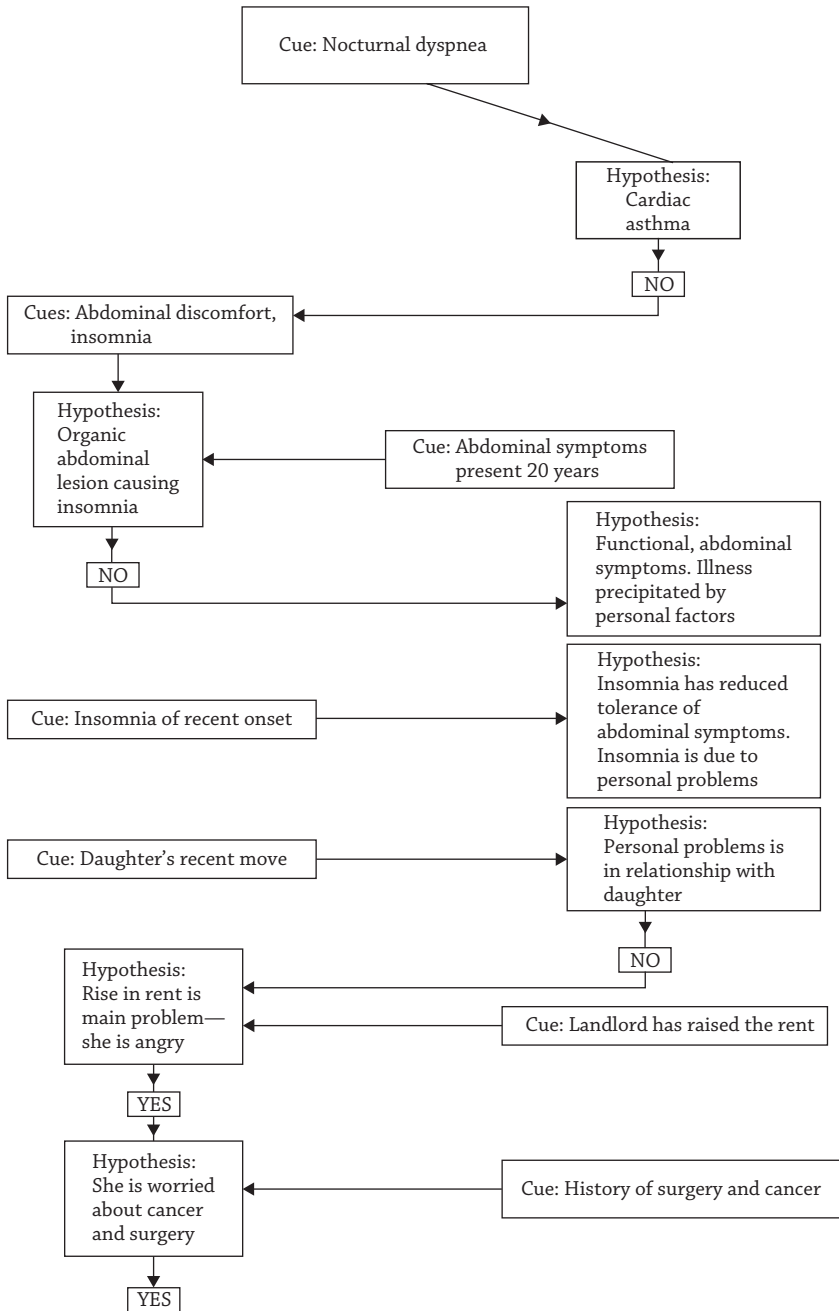 Cue: Nocturnal dyspnea
Hypothesis:
Cardiac
asthma
NO
Cues: Abdominal discomfort,
insomnia
Hypothesis:
Organic
abdominal
lesion causing
insomnia
Cue: Abdominal symptoms
present 20 years
NO
Hypothesis:
Functional, abdominal
symptoms. Illness
precipitated by
personal factors
Cue: Insomnia of recent onset
Hypothesis:
Insomnia has reduced
tolerance of
abdominal symptoms.
Insomnia is due to
personal problems
Cue: Daughter's recent move
Hypothesis:
Personal problems is
in relationship with
daughter
NO
Hypothesis:
Rise in rent is
main problem—
she is angry
Cue: Landlord has raised the rent
YES
Hypothesis:
She is worried
about cancer
and surgery
Cue: History of surgery and cancer
YES